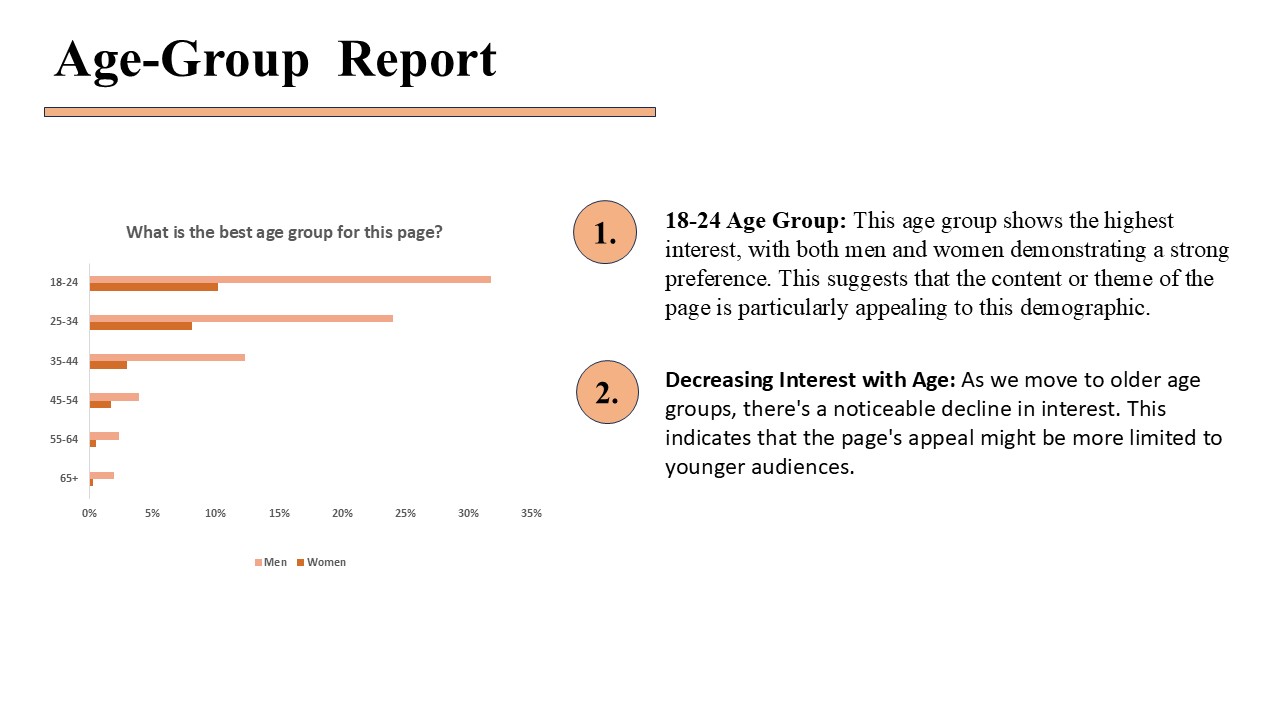 Age-Group Report
What is the best age group for this page?
18-24
25-34
35-44
45-54
55-64
65+
0% 5% 10% 15% 20% 25% 30% 35%
Men Women
1.
18-24 Age Group: This age group shows the highest
interest, with both men and women demonstrating a strong
preference. This suggests that the content or theme of the
page is particularly appealing to this demographic.
2.
Decreasing Interest with Age: As we move to older age
groups, there's a noticeable decline in interest. This
indicates that the page's appeal might be more limited to
younger audiences.